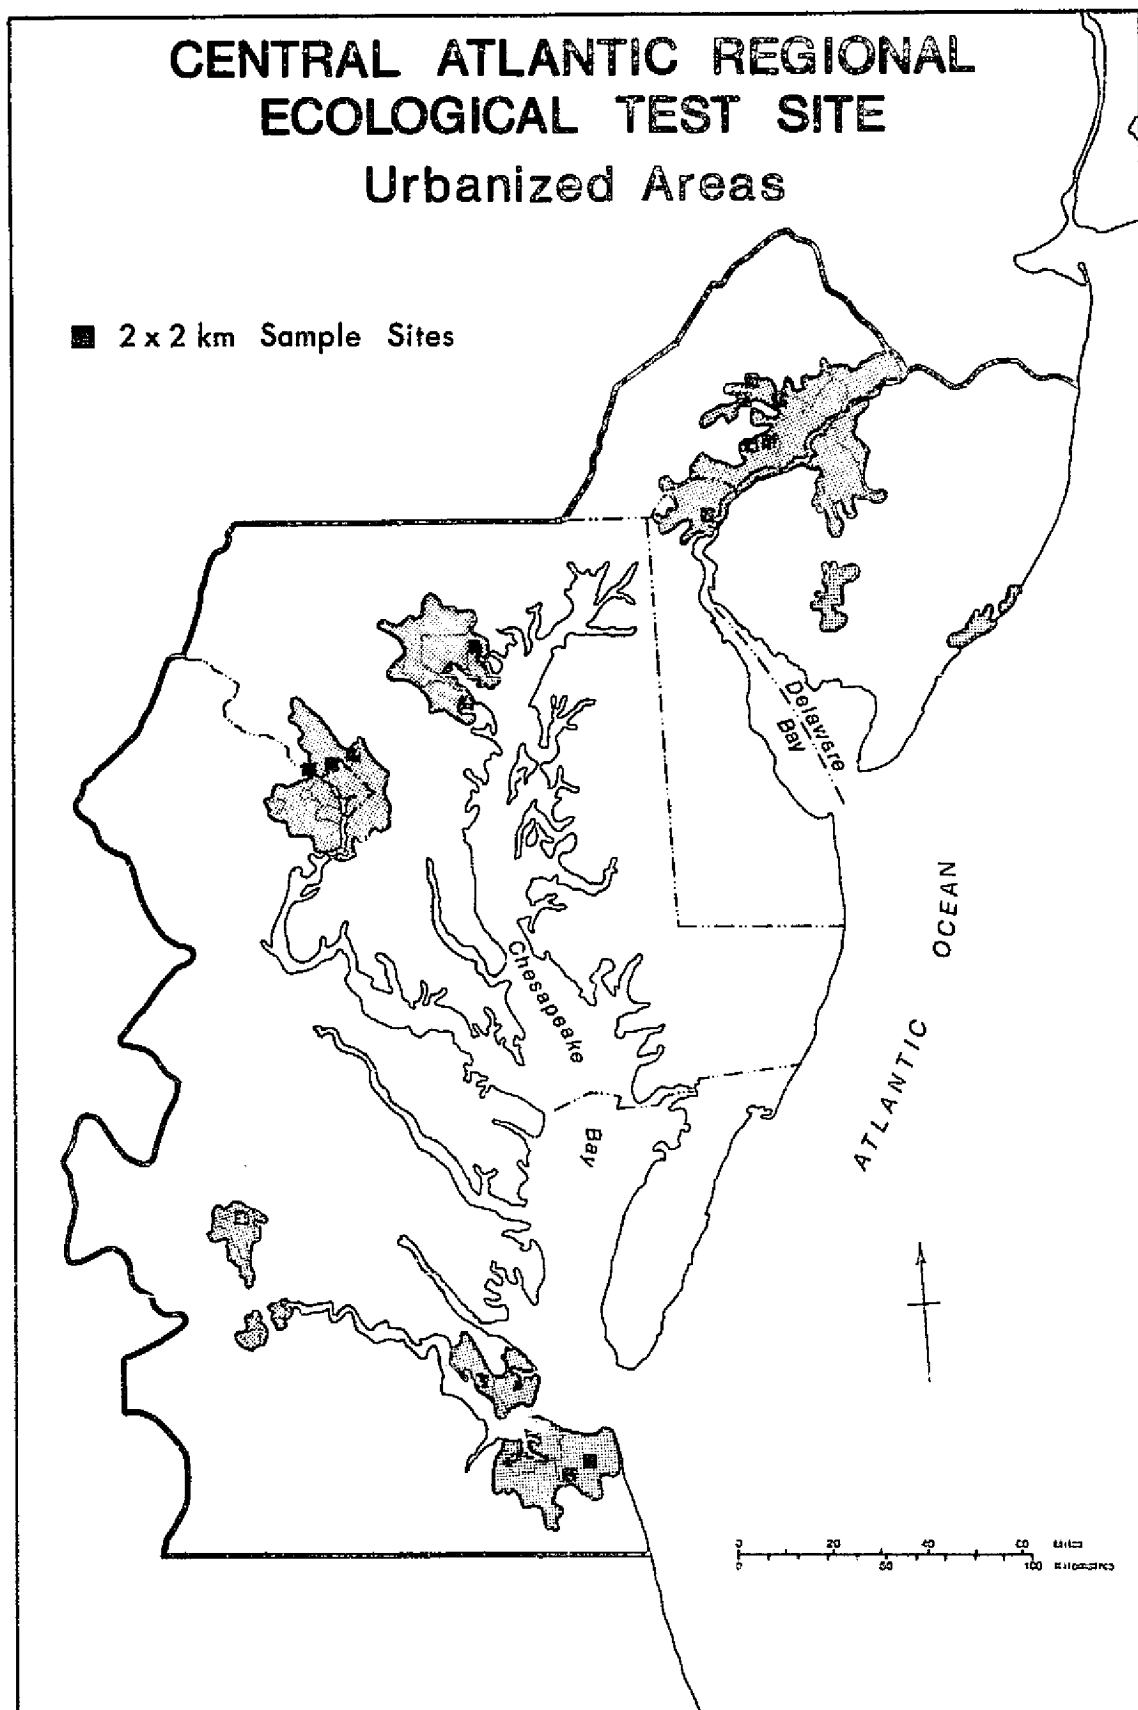 CENTRAL ATLANTIC REGIONAL
ECOLOGICAL TEST SITE
Urbanized Areas
2 x 2 km Sample Sites
Delaware
Bay
Chesapeake
Bay
ATLANTIC OCEAN
0 20 40 60 Miles
0 50 100 Kilometres